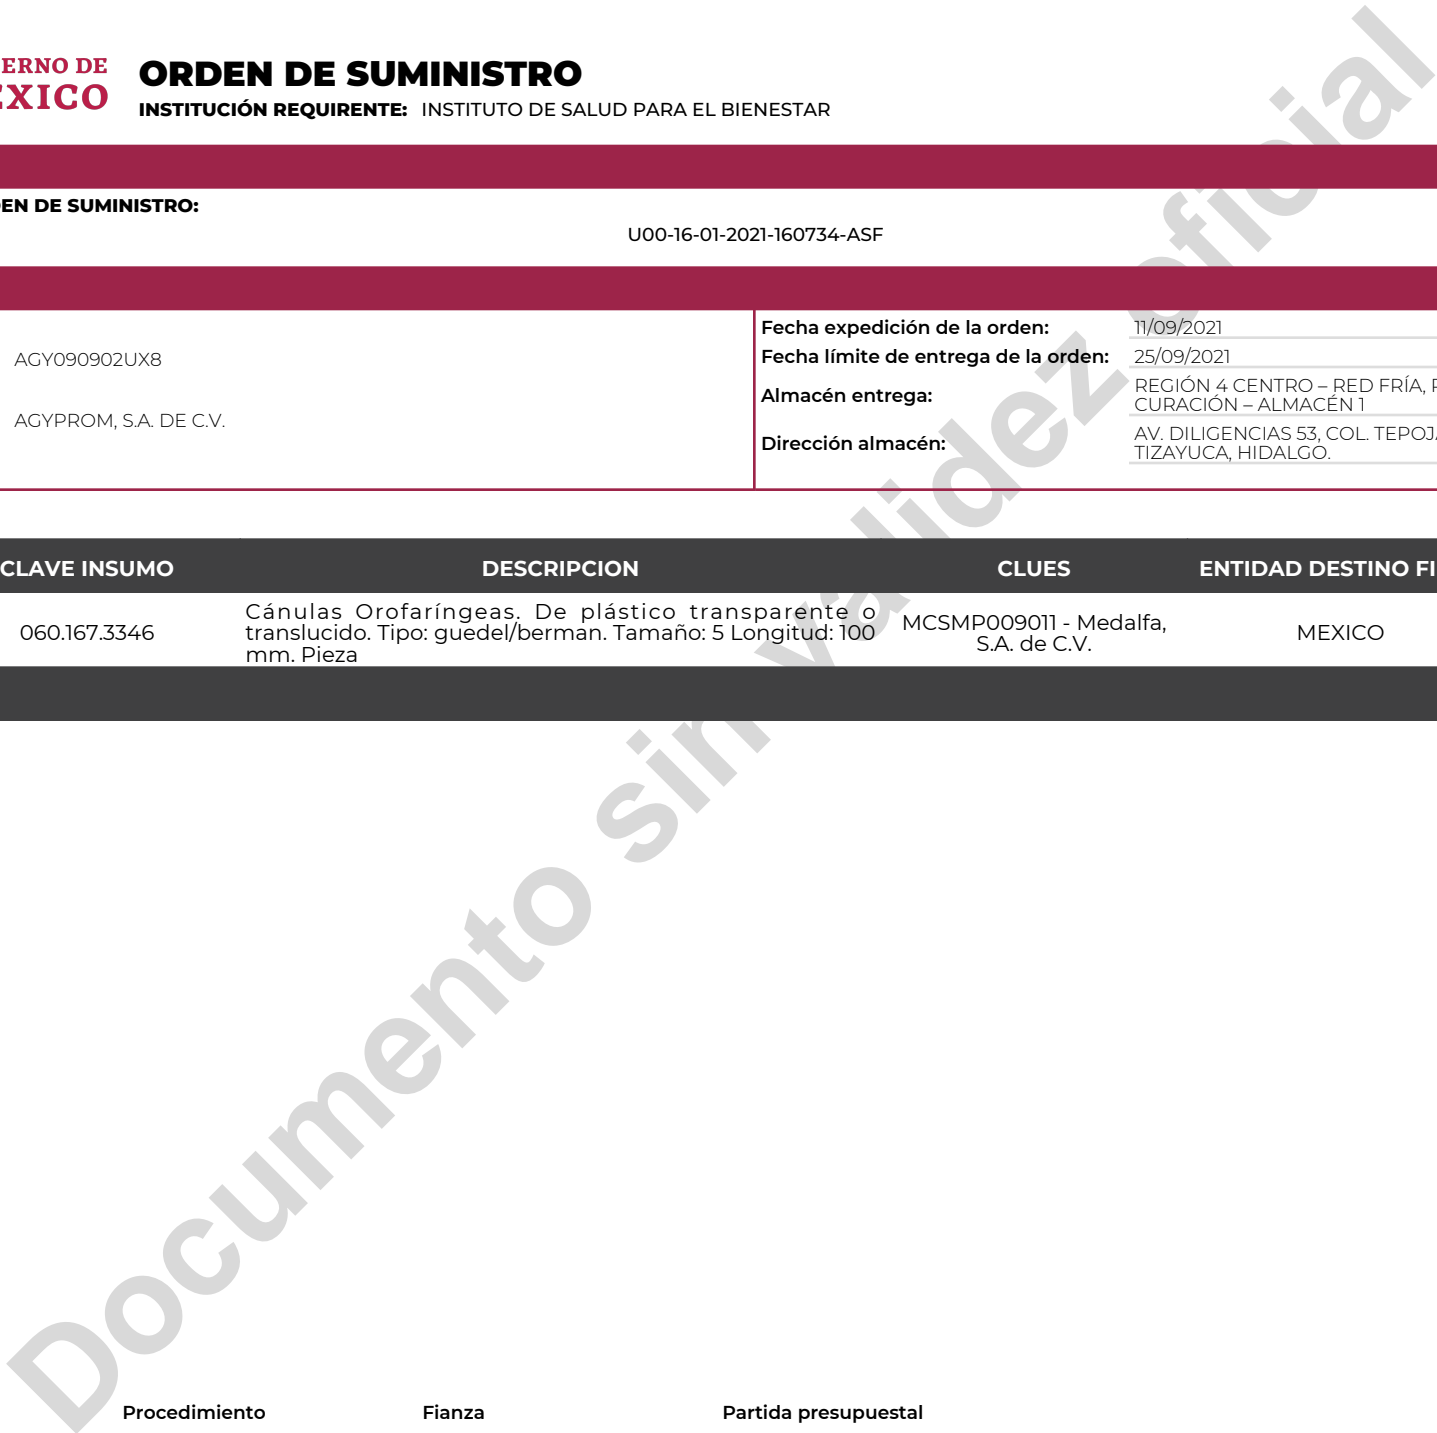 ERNO DE
EXICO
ORDEN DE SUMINISTRO
INSTITUCIÓN REQUIRENTE: INSTITUTO DE SALUD PARA EL BIENESTAR
EN DE SUMINISTRO:
U00-16-01-2021-160734-ASF
AGY090902UX8
AGYPROM, S.A. DE C.V.
Fecha expedición de la orden: 11/09/2021
Fecha límite de entrega de la orden: 25/09/2021
Almacén entrega:
REGIÓN 4 CENTRO – RED FRÍA,
CURACIÓN – ALMACÉN 1
Dirección almacén:
AV. DILIGENCIAS 53, COL. TEPOJ
TIZAYUCA, HIDALGO.
CLAVE INSUMO DESCRIPCION CLUES ENTIDAD DESTINO FI
060.167.3346
Cánulas Orofaríngeas. De plástico transparente o
translucido. Tipo: guedel/berman. Tamaño: 5 Longitud: 100
mm. Pieza
MCSMP009011 - Medalfa,
S.A. de C.V.
MEXICO
Documento sin validez oficial
Procedimiento Fianza Partida presupuestal